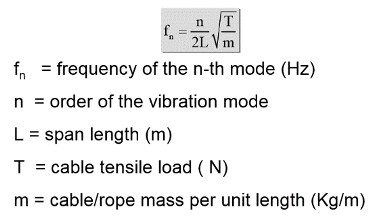 fₙ = n/2L √T/m
fₙ = frequency of the n-th mode (Hz)
n = order of the vibration mode
L = span length (m)
T = cable tensile load ( N)
m = cable/rope mass per unit length (Kg/m)